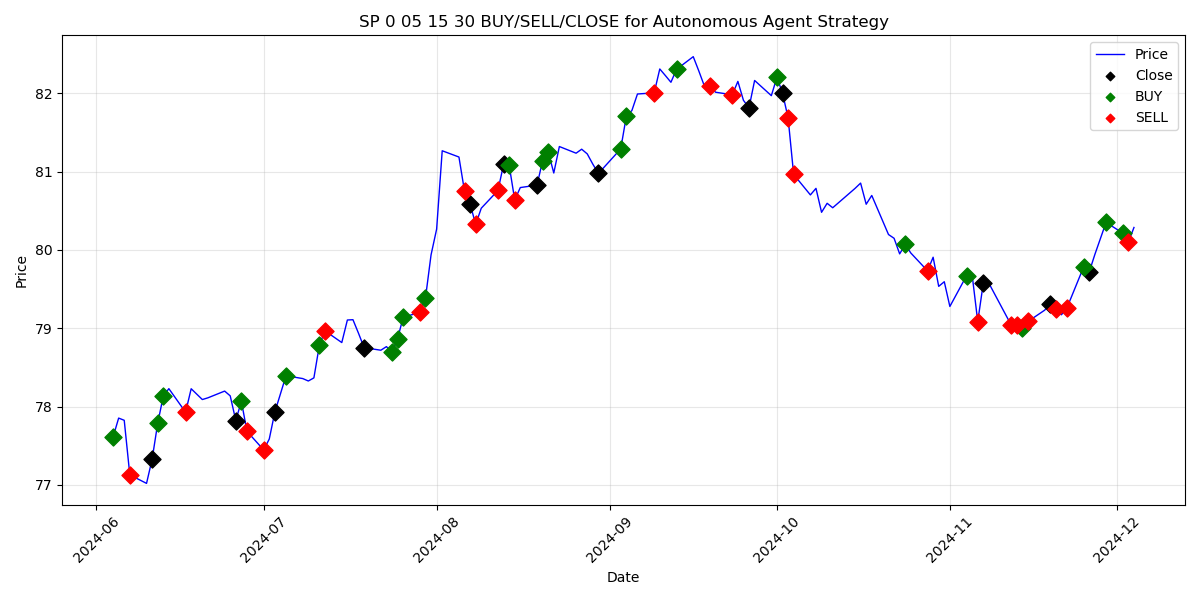 SP 0 05 15 30 BUY/SELL/CLOSE for Autonomous Agent Strategy
Price
Close
BUY
SELL
82
81
80
79
78
77
Price
2024-06
2024-07
2024-08
2024-09
2024-10
2024-11
2024-12
Date